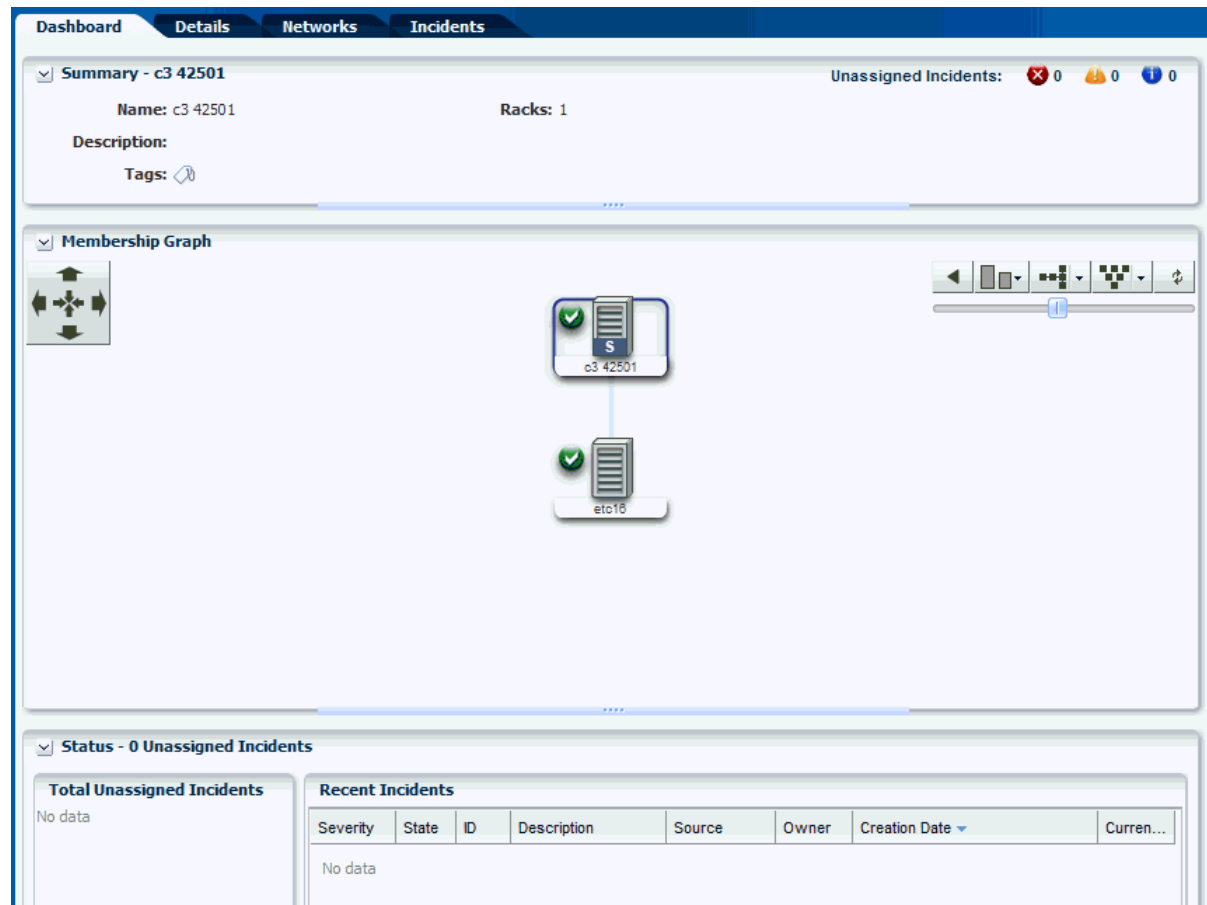 Dashboard Details Networks Incidents
Summary - c3 42501 Unassigned Incidents: 0 0 0
Name: c3 42501 Racks: 1
Description:
Tags:
Membership Graph
S
c3 42501
etc16
Status - 0 Unassigned Incidents
Total Unassigned Incidents Recent Incidents
No data
Severity State ID Description Source Owner Creation Date Curren...
No data